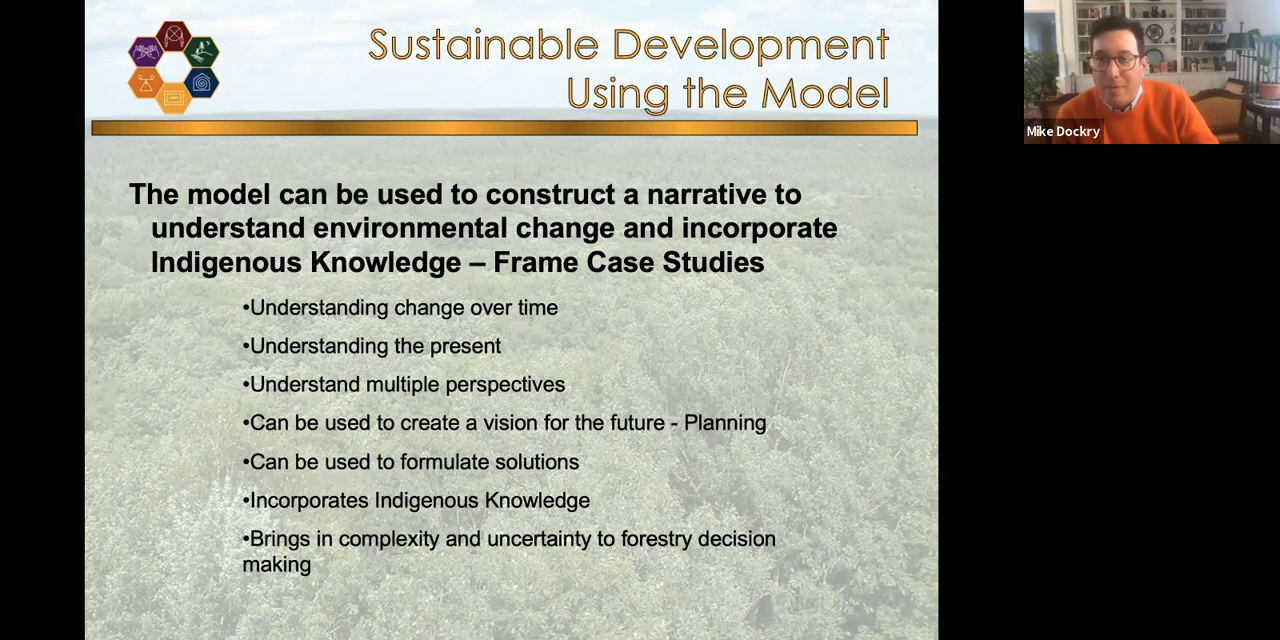 Sustainable Development
Using the Model
The model can be used to construct a narrative to
understand environmental change and incorporate
Indigenous Knowledge – Frame Case Studies
•Understanding change over time
•Understanding the present
•Understand multiple perspectives
•Can be used to create a vision for the future - Planning
•Can be used to formulate solutions
•Incorporates Indigenous Knowledge
•Brings in complexity and uncertainty to forestry decision
making
Mike Dockry